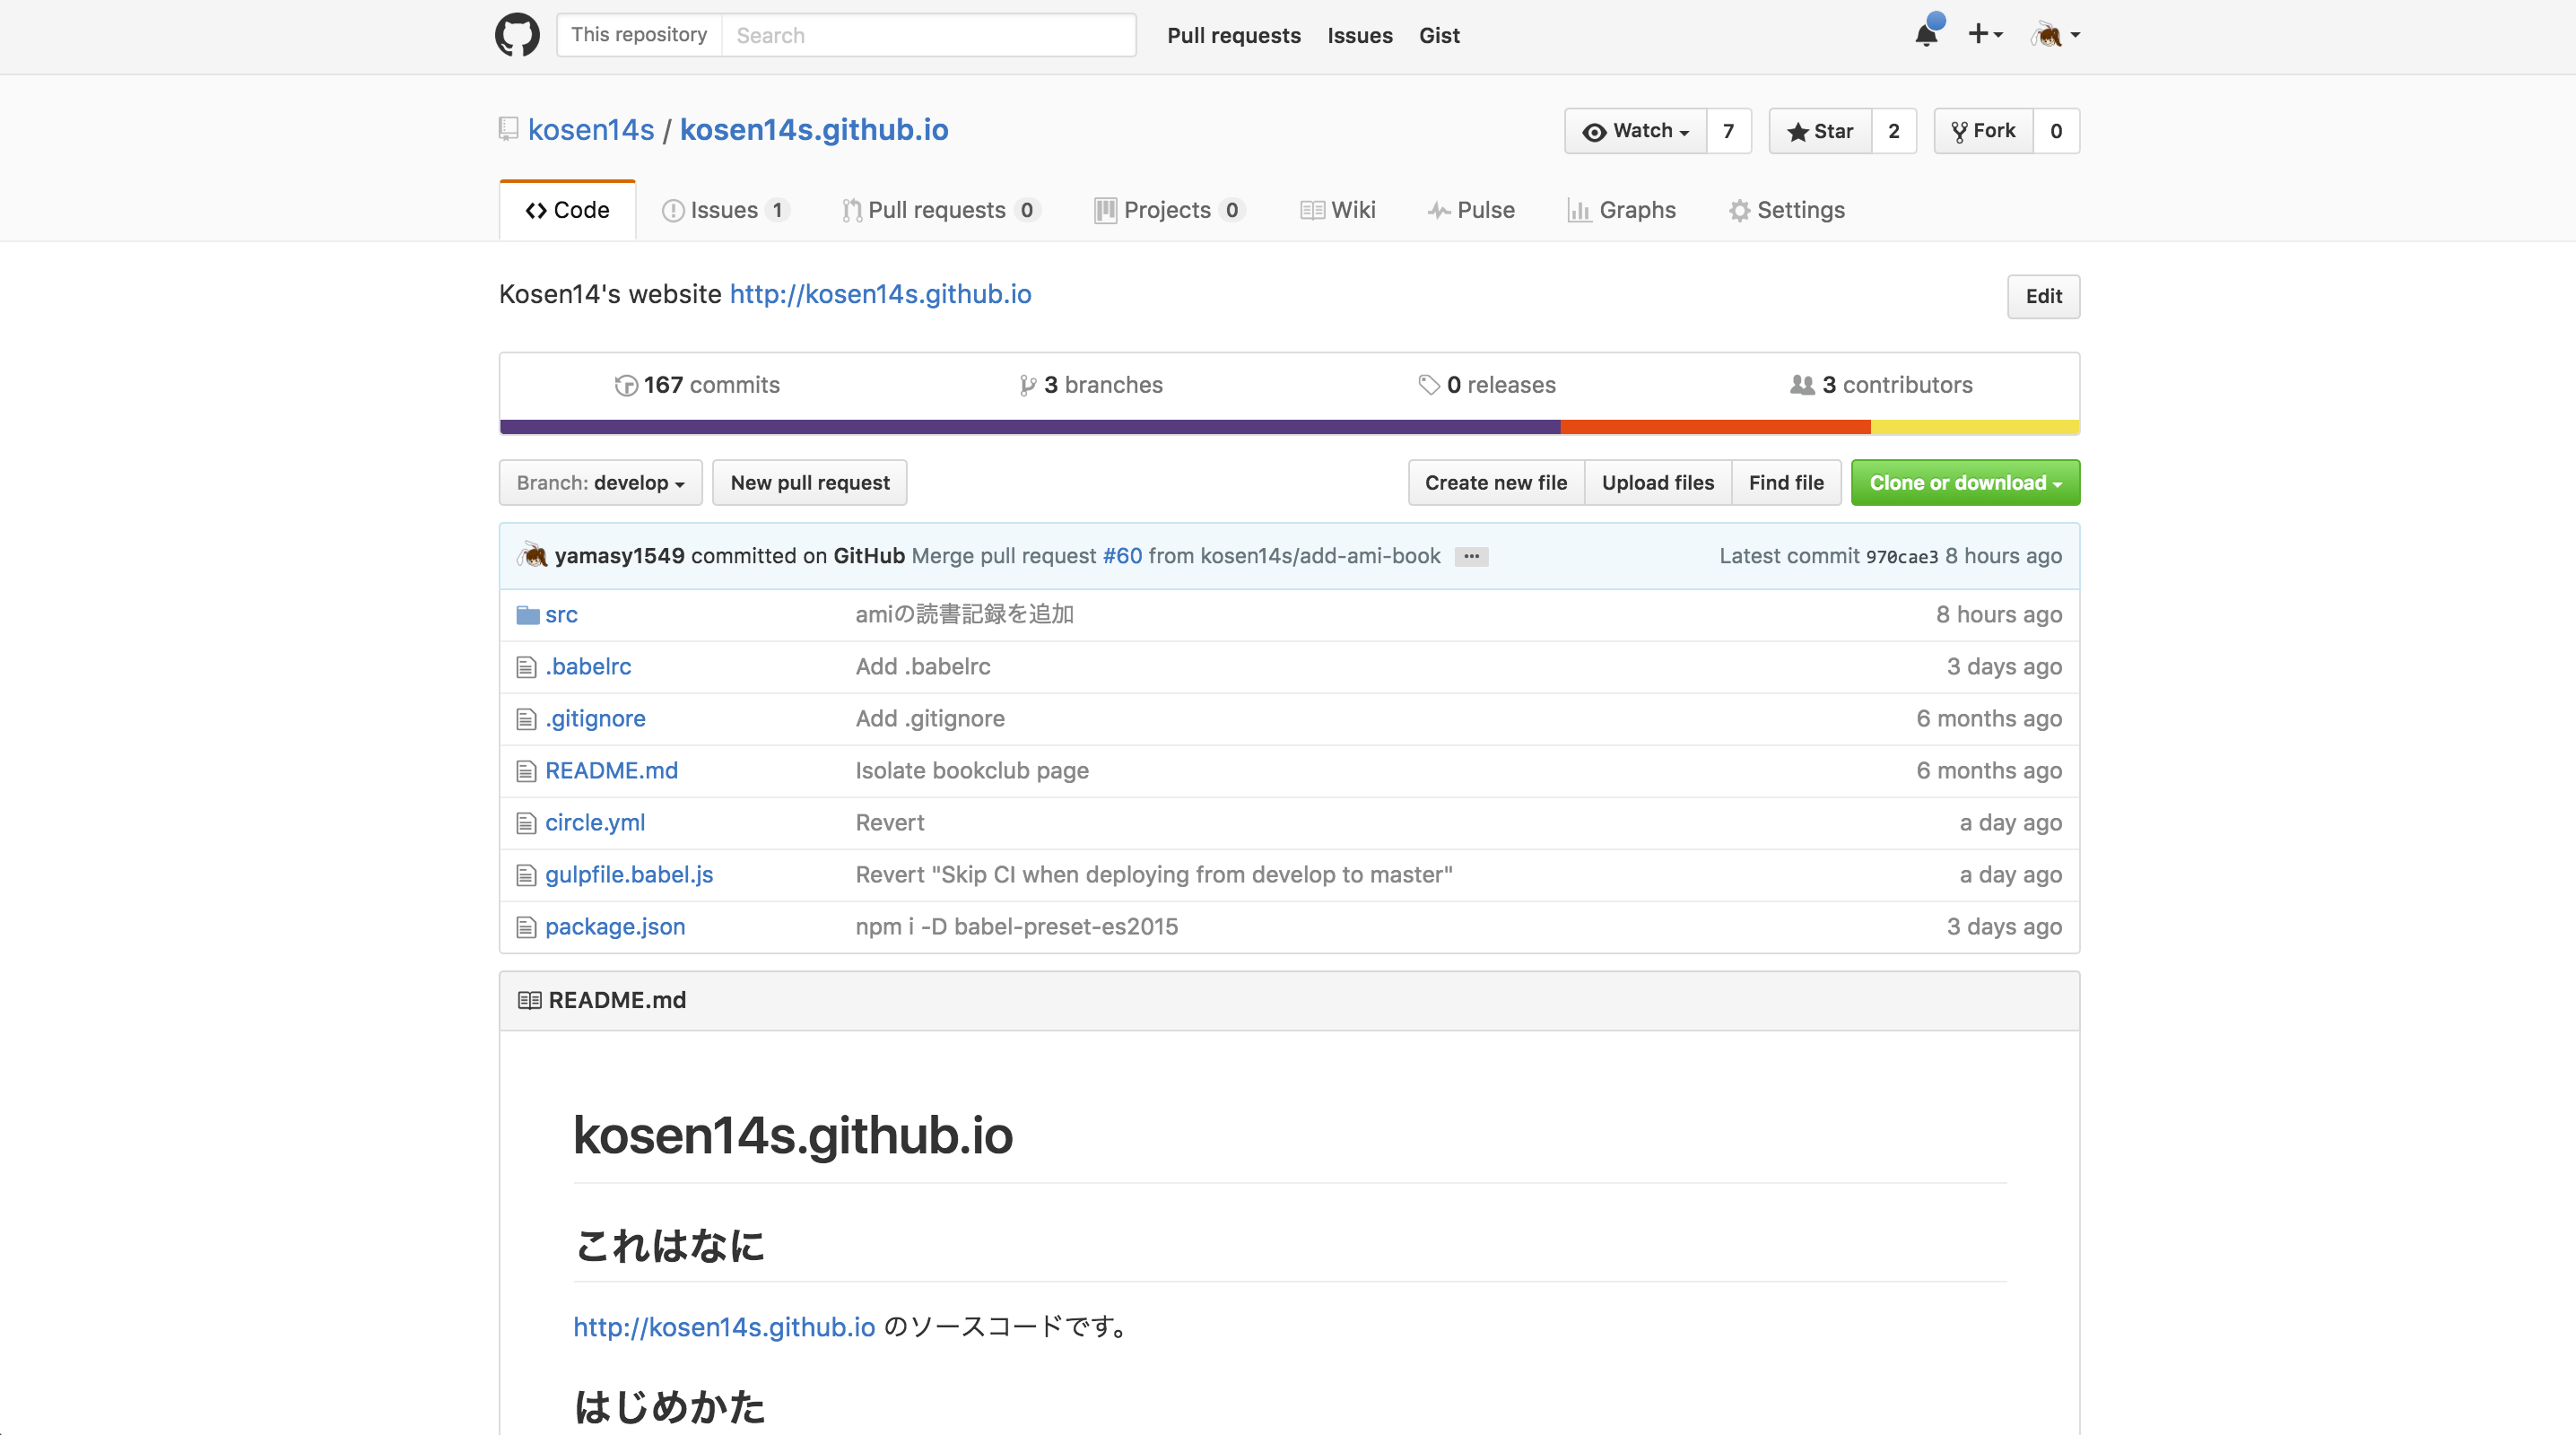 This repository Search Pull requests Issues Gist
kosen14s / kosen14s.github.io Watch 7 Star 2 Fork 0
Code Issues 1 Pull requests 0 Projects 0 Wiki Pulse Graphs Settings
Kosen14's website http://kosen14s.github.io Edit
167 commits 3 branches 0 releases 3 contributors
Branch: develop New pull request Create new file Upload files Find file Clone or download
yamasy1549 committed on GitHub Merge pull request #60 from kosen14s/add-ami-book … Latest commit 970cae3 8 hours ago
src amiの読書記録を追加 8 hours ago
.babelrc Add .babelrc 3 days ago
.gitignore Add .gitignore 6 months ago
README.md Isolate bookclub page 6 months ago
circle.yml Revert a day ago
gulpfile.babel.js Revert "Skip CI when deploying from develop to master" a day ago
package.json npm i -D babel-preset-es2015 3 days ago
README.md
kosen14s.github.io
これはなに
http://kosen14s.github.io のソースコードです。
はじめかた